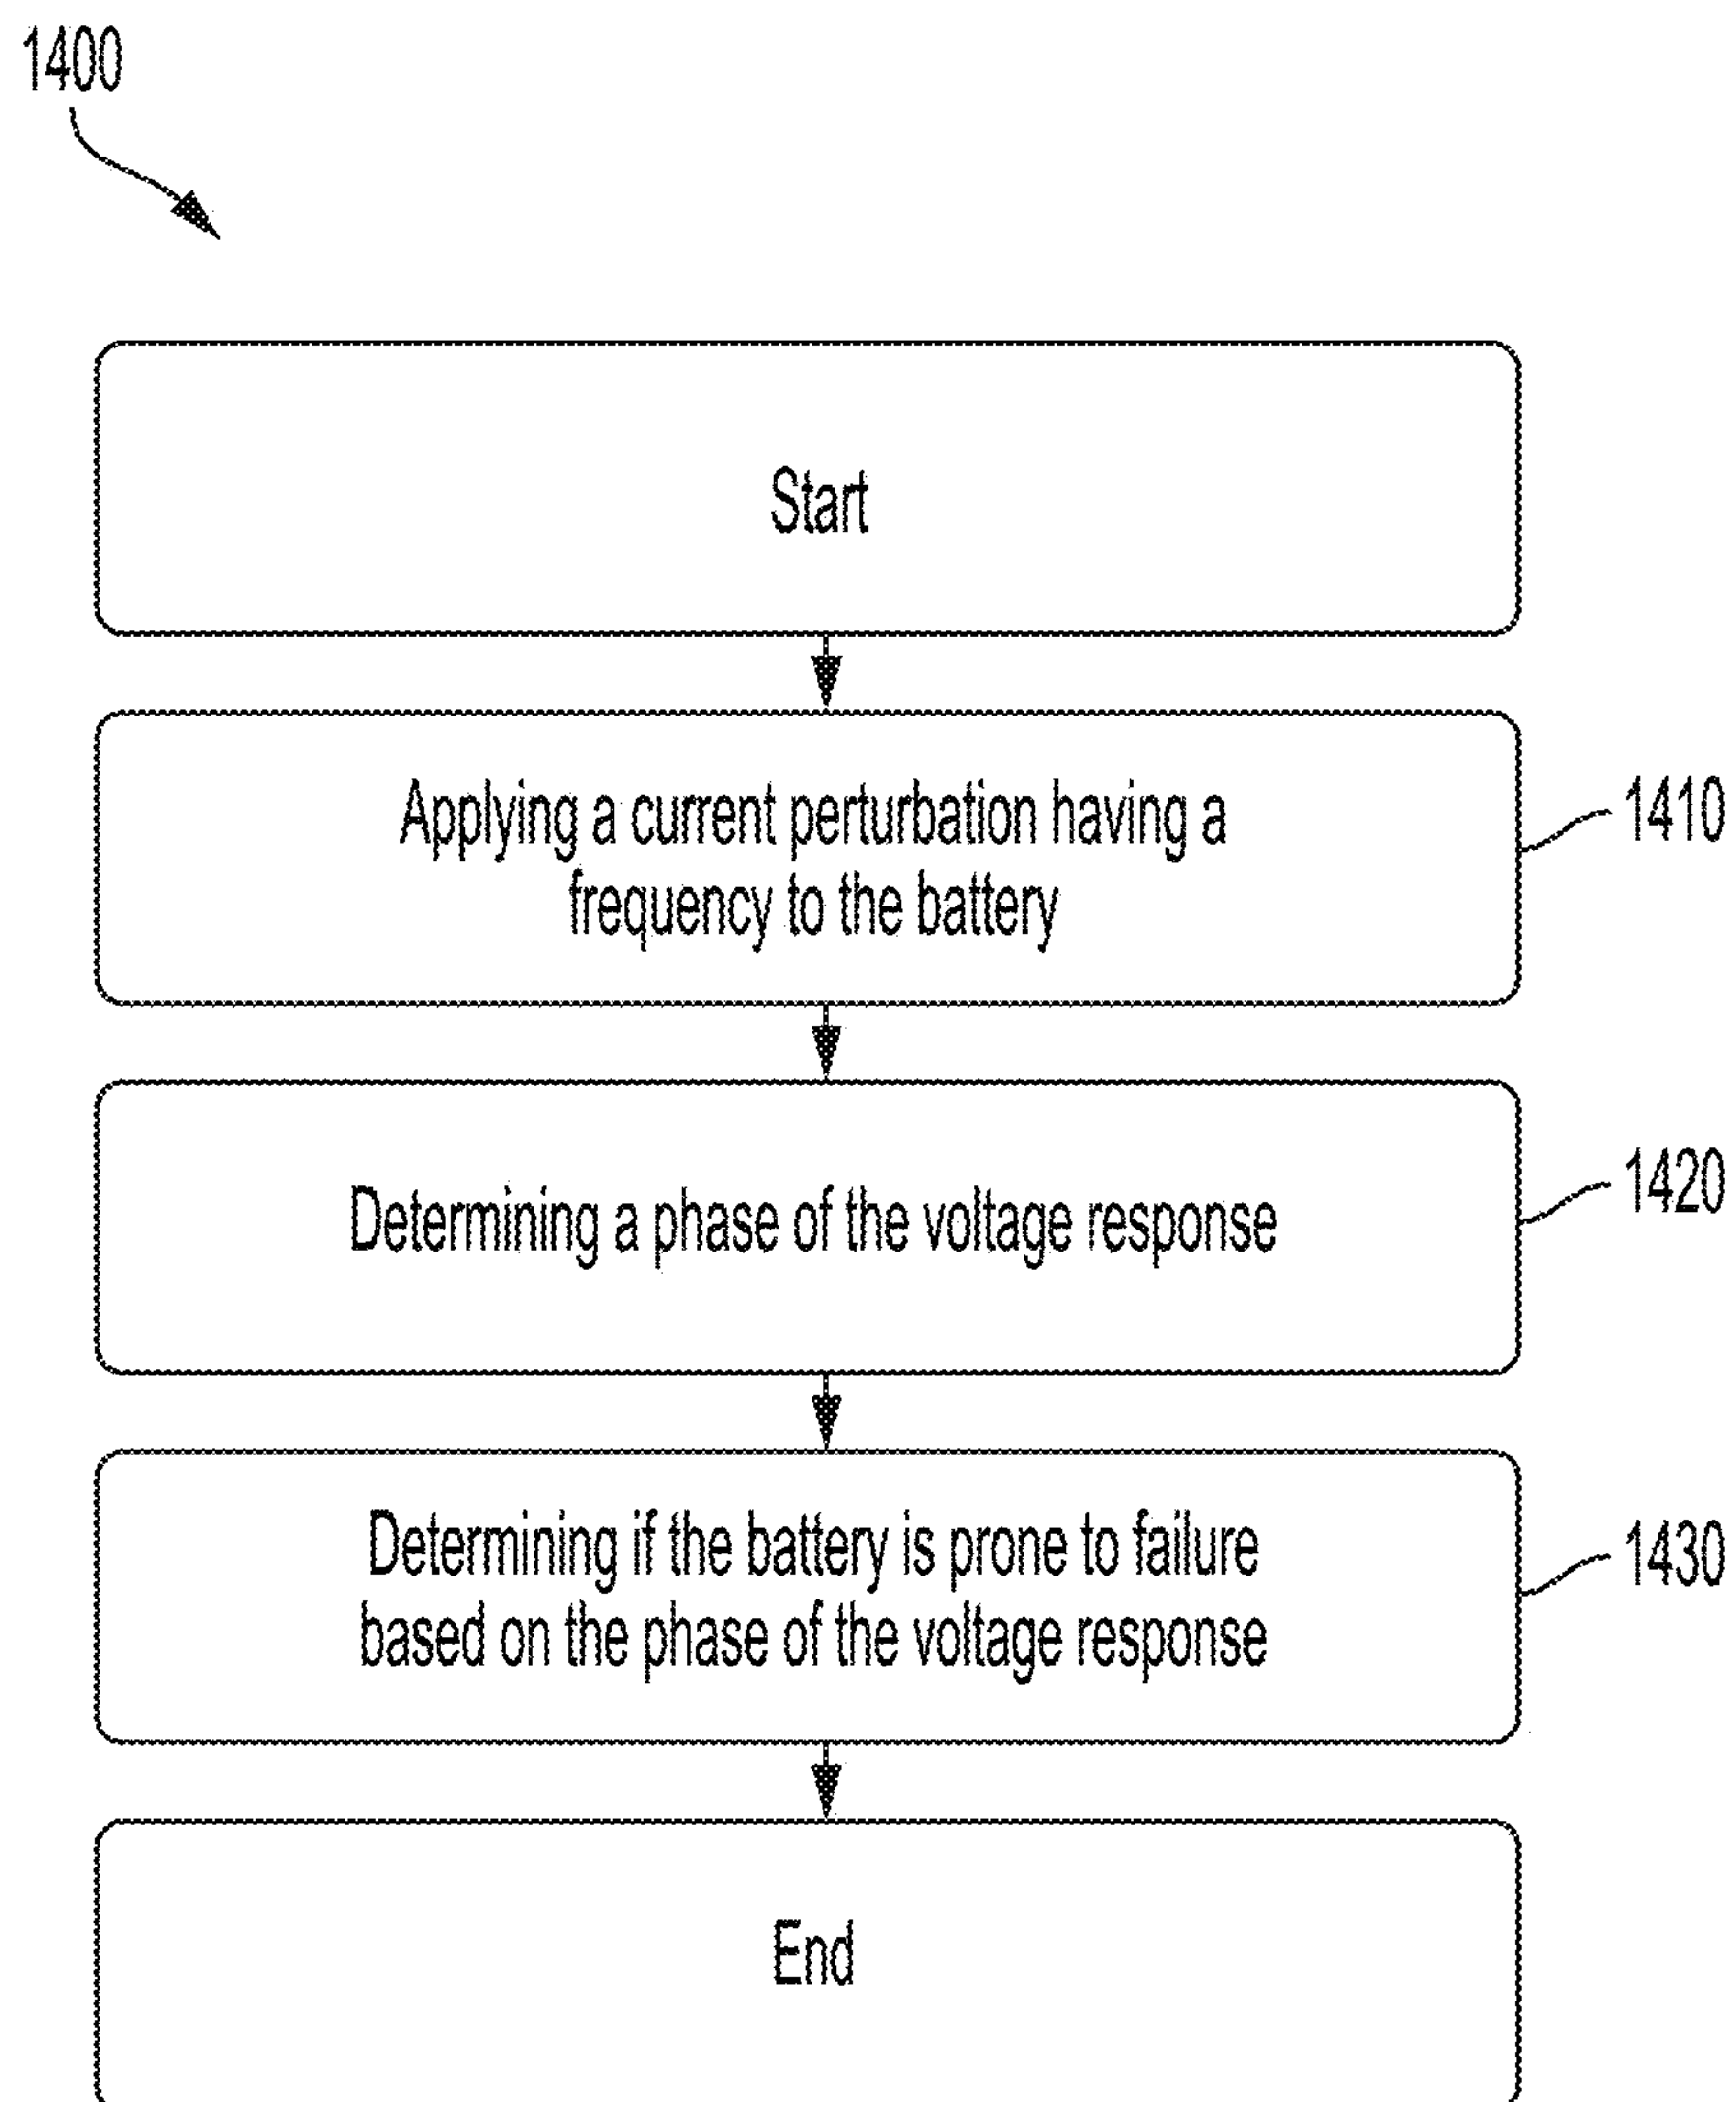 1400
Start
Applying a current perturbation having a
frequency to the battery
1410
Determining a phase of the voltage response
1420
Determining if the battery is prone to failure
based on the phase of the voltage response
1430
End